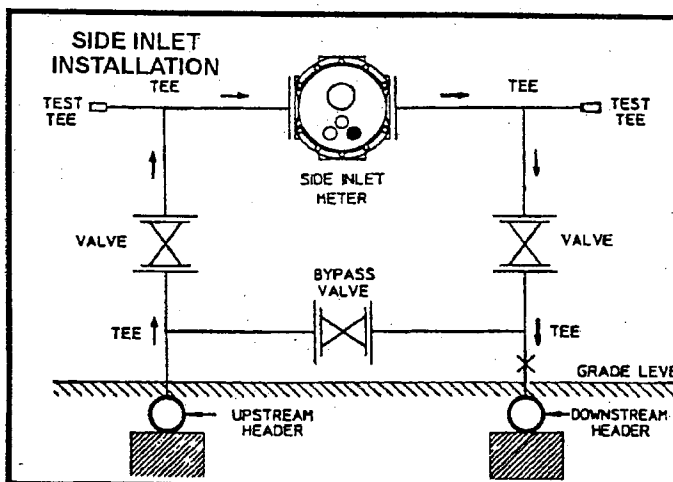 SIDE INLET
INSTALLATION
TEE
TEE
TEST
TEE
TEST
TEE
SIDE INLET
METER
VALVE
VALVE
BYPASS
VALVE
TEE
TEE
GRADE LEVE
UPSTREAM
HEADER
DOWNSTREAM
HEADER